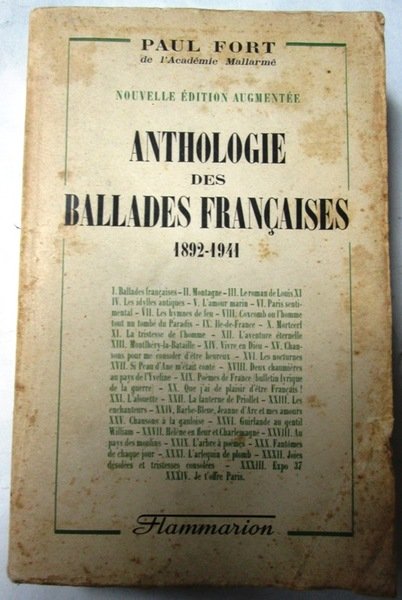 PAUL FORT
de l'Académie Mallarmé
NOUVELLE ÉDITION AUGMENTÉE
ANTHOLOGIE
DES
BALLADES FRANÇAISES
1892-1941
I. Ballades françaises - II. Montagne - III. Le roman de Louis XI
IV. Les idylles antiques - V. L'amour marin - VI. Paris senti-
mental - VII. Les hymnes de feu - VIII. Coxcomb ou l'homme
tout nu tombé du Paradis - IX. Ile-de-France - X. Mortcerf
XI. La tristesse de l'homme - XII. L'aventure éternelle
XIII. Montlhéry-la-Bataille - XIV. Vivre en Dieu - XV. Chan-
sons pour me consoler d'être heureux. - XVI. Les nocturnes
XVII. Si Peau d'Ane m'était conté - XVIII. Deux chaumières
au pays de l'Yveline - XIX. Poèmes de France (bulletin lyrique
de la guerre) - XX. Que j'ai de plaisir d'être Français !
XXI. L'alouette - XXII. La lanterne de Priollet - XXIII. Les
enchanteurs - XXIV. Barbe-Bleue, Jeanne d'Arc et mes amours
XXV. Chansons à la gauloise - XXVI. Guirlande au gentil
William - XXVII. Hélène en fleur et Charlemagne - XXVIII. Au
pays des moulins - XXIX. L'arbre à poèmes - XXX. Fantômes
de chaque jour - XXXI. L'arlequin de plomb - XXXII. Joies
désolées et tristesses consolées - XXXIII. Expo 37
XXXIV. Je t'offre Paris.
Flammarion